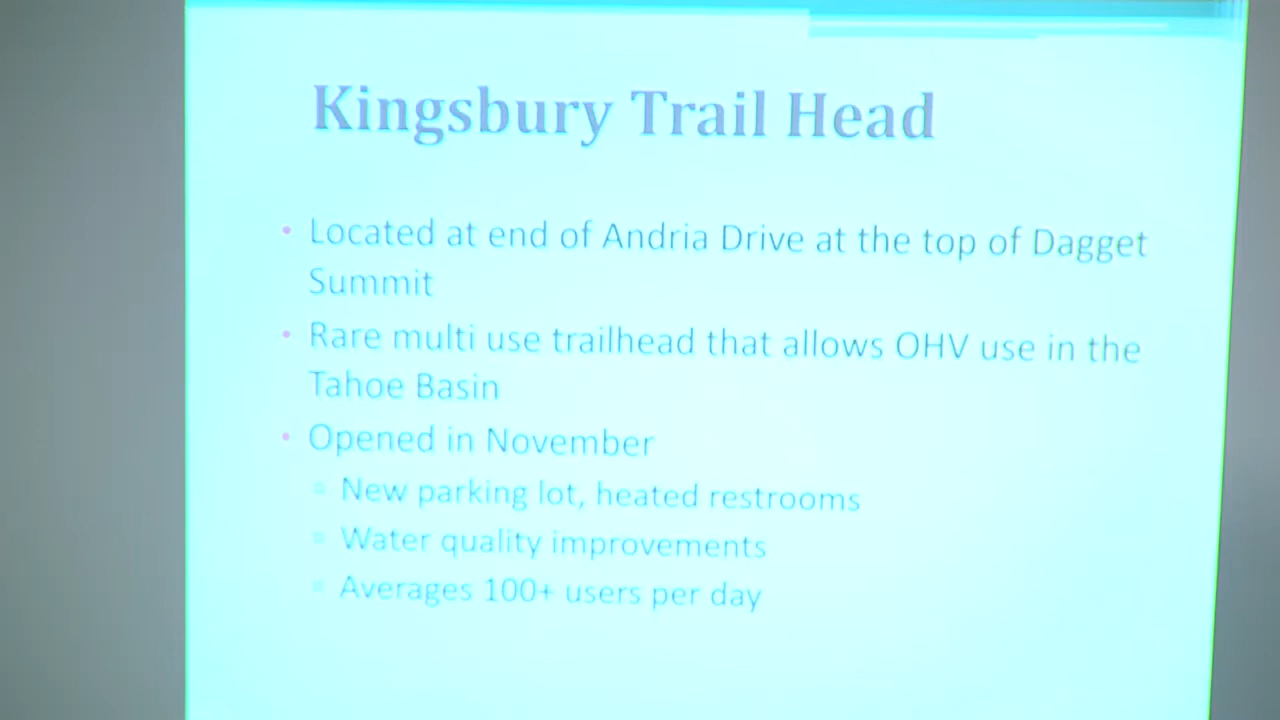 Kingsbury Trail Head
• Located at end of Andria Drive at the top of Dagget
Summit
• Rare multi use trailhead that allows OHV use in the
Tahoe Basin
• Opened in November
▪ New parking lot, heated restrooms
▪ Water quality improvements
▪ Averages 100+ users per day